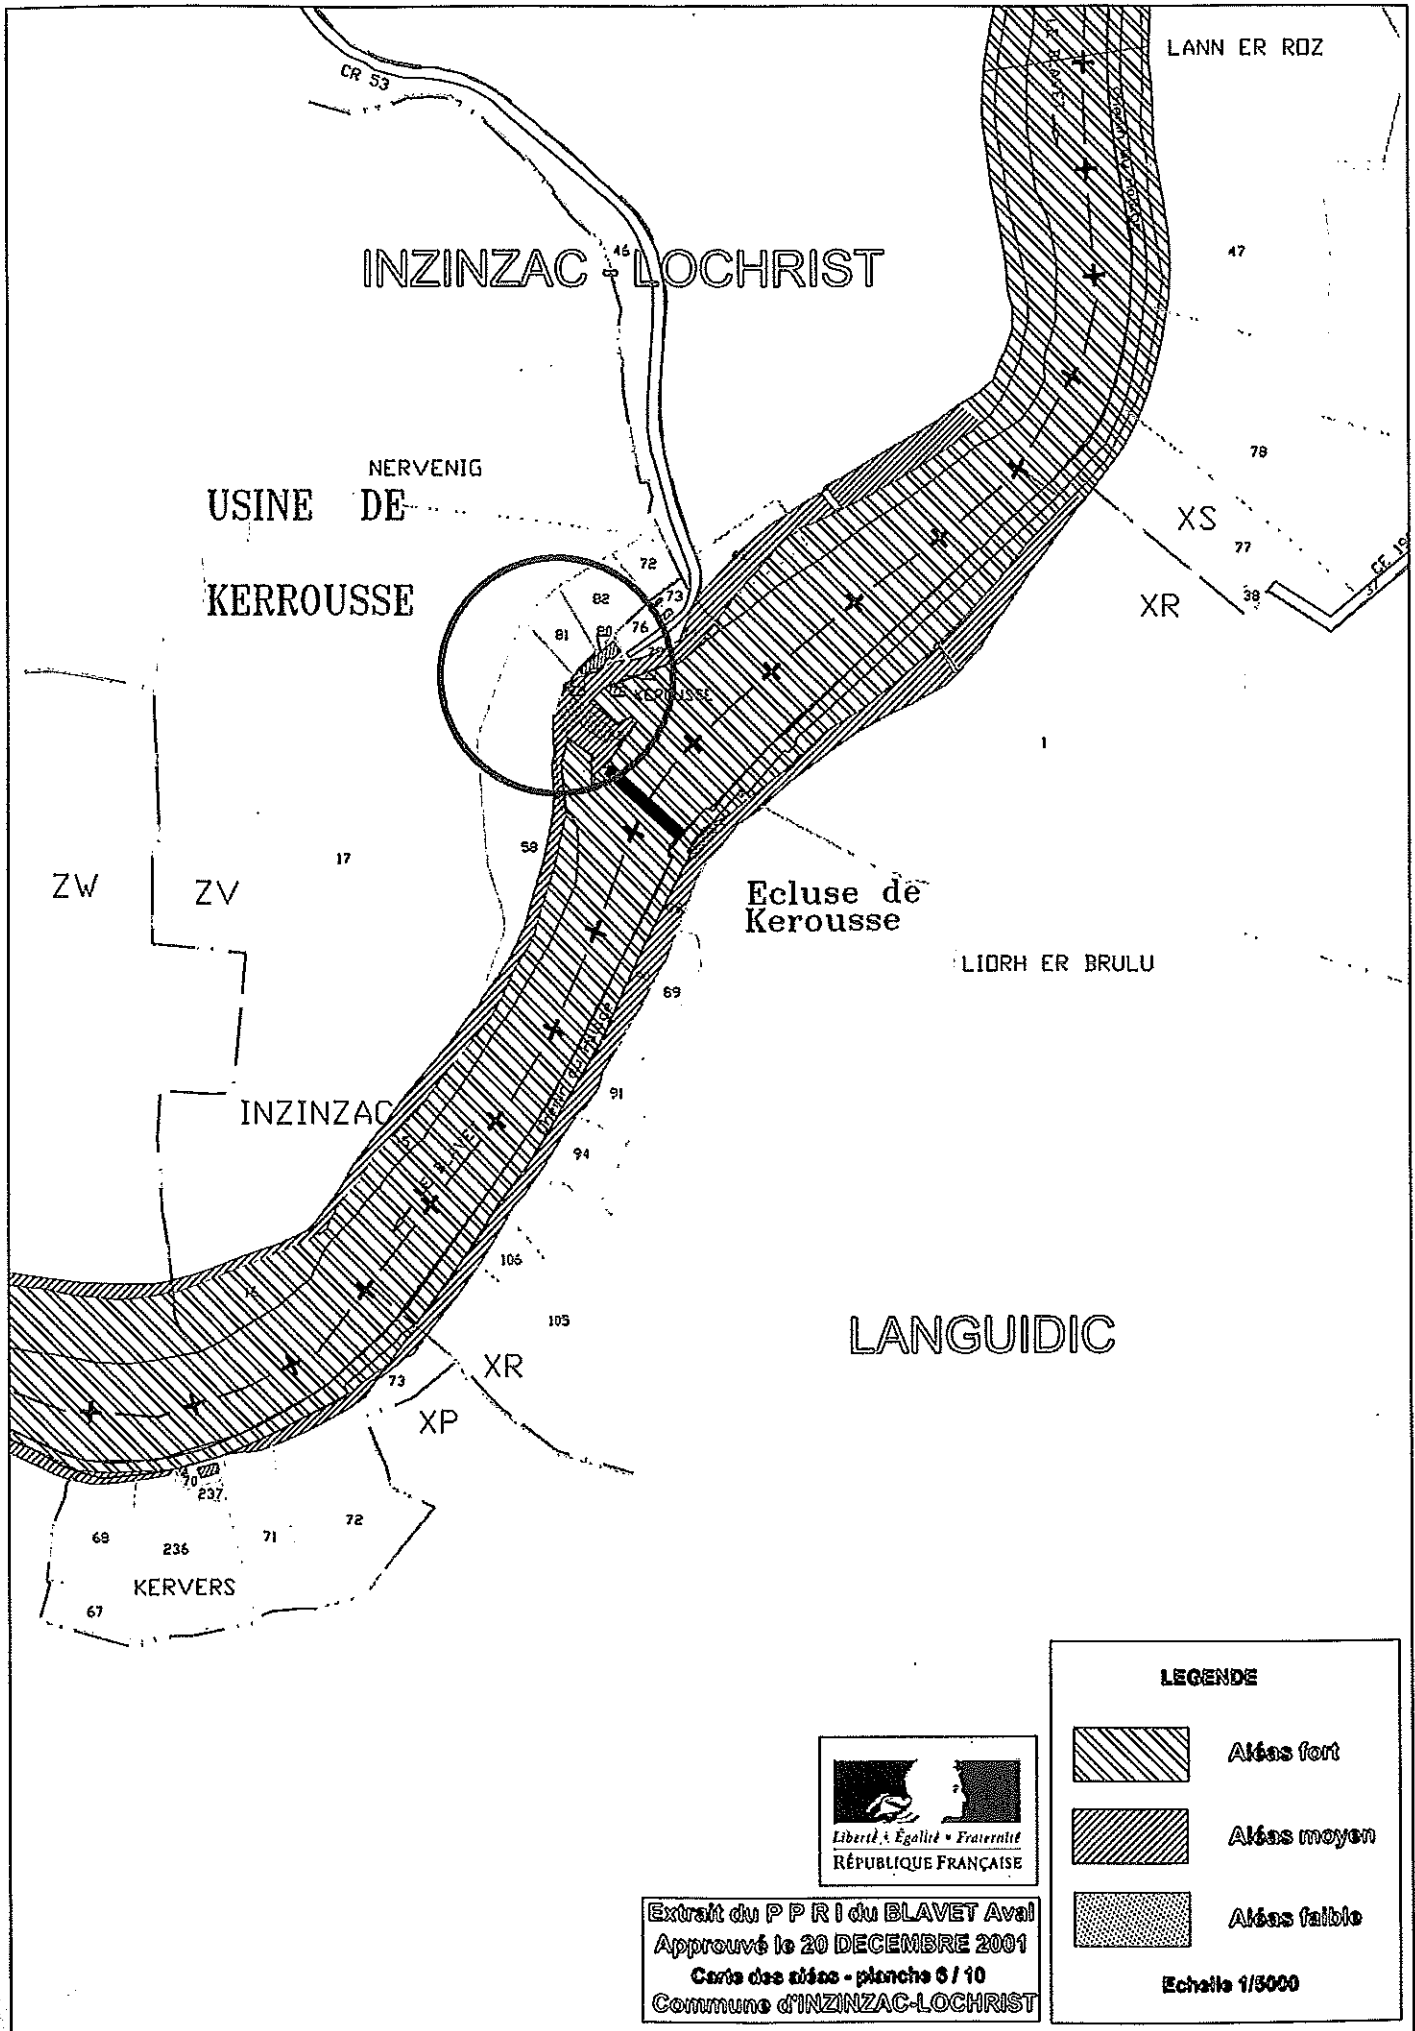 LANN ER ROZ
CR 53
46
47
INZINZAC - LOCHRIST
NERVENIG
78
USINE DE
XS
77
72
KERROUSSE
82
73
38
XR
76
81
80
KEROUSSE
1
58
17
ZW
ZV
Ecluse de
Kerousse
LIORH ER BRULU
89
91
INZINZAC
94
106
105
LANGUIDIC
XR
73
XP
70
237
72
71
68
236
KERVERS
67
LEGENDE
Aléas fort
Aléas moyen
Aléas faible
Echelle 1/5000
Liberté • Égalité • Fraternité
RÉPUBLIQUE FRANÇAISE
Extrait du P P R I du BLAVET Aval
Approuvé le 20 DECEMBRE 2001
Carte des aléas - planche 6 / 10
Commune d'INZINZAC-LOCHRIST